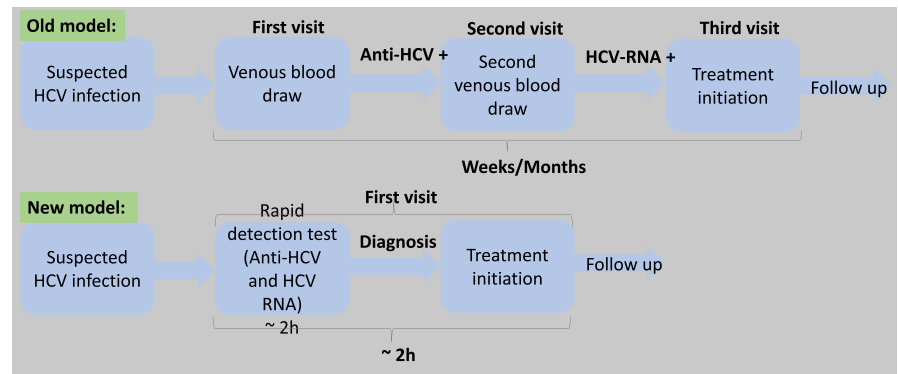 Old model:
First visit
Second visit
Third visit
Suspected
HCV infection
Venous blood
draw
Anti-HCV +
Second
venous blood
draw
HCV-RNA +
Treatment
initiation
Follow up
Weeks/Months
New model:
First visit
Suspected
HCV infection
Rapid
detection test
(Anti-HCV
and HCV
RNA)
~ 2h
Diagnosis
Treatment
initiation
Follow up
~ 2h